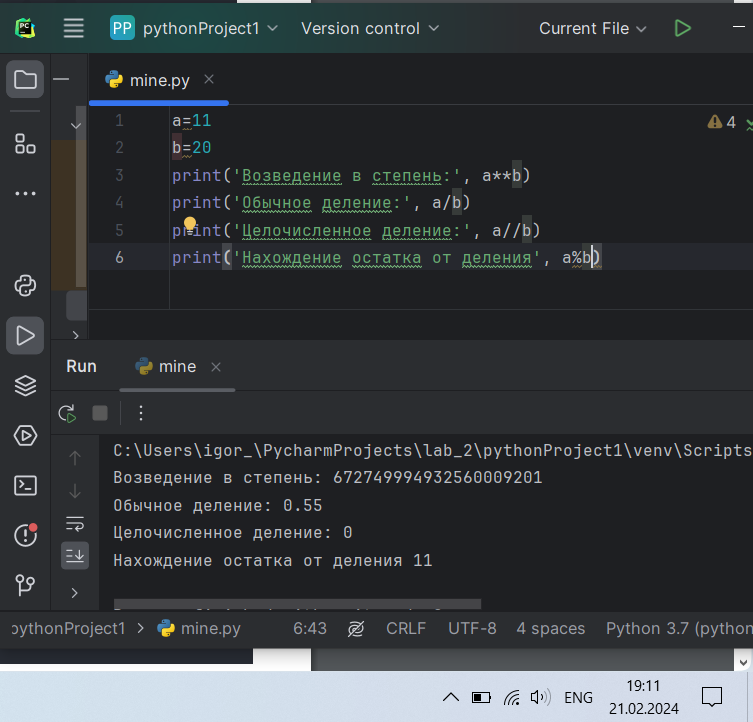 PC PP pythonProject1 Version control Current File
mine.py
1 a=11
2 b=20
3 print('Возведение в степень:', a**b)
4 print('Обычное деление:', a/b)
5 print('Целочисленное деление:', a//b)
6 print('Нахождение остатка от деления', a%b)
4
Run mine
C:\Users\igor_\PycharmProjects\lab_2\pythonProject1\venv\Scripts
Возведение в степень: 672749994932560009201
Обычное деление: 0.55
Целочисленное деление: 0
Нахождение остатка от деления 11
pythonProject1 mine.py 6:43 CRLF UTF-8 4 spaces Python 3.7 (python
ENG 19:11
21.02.2024